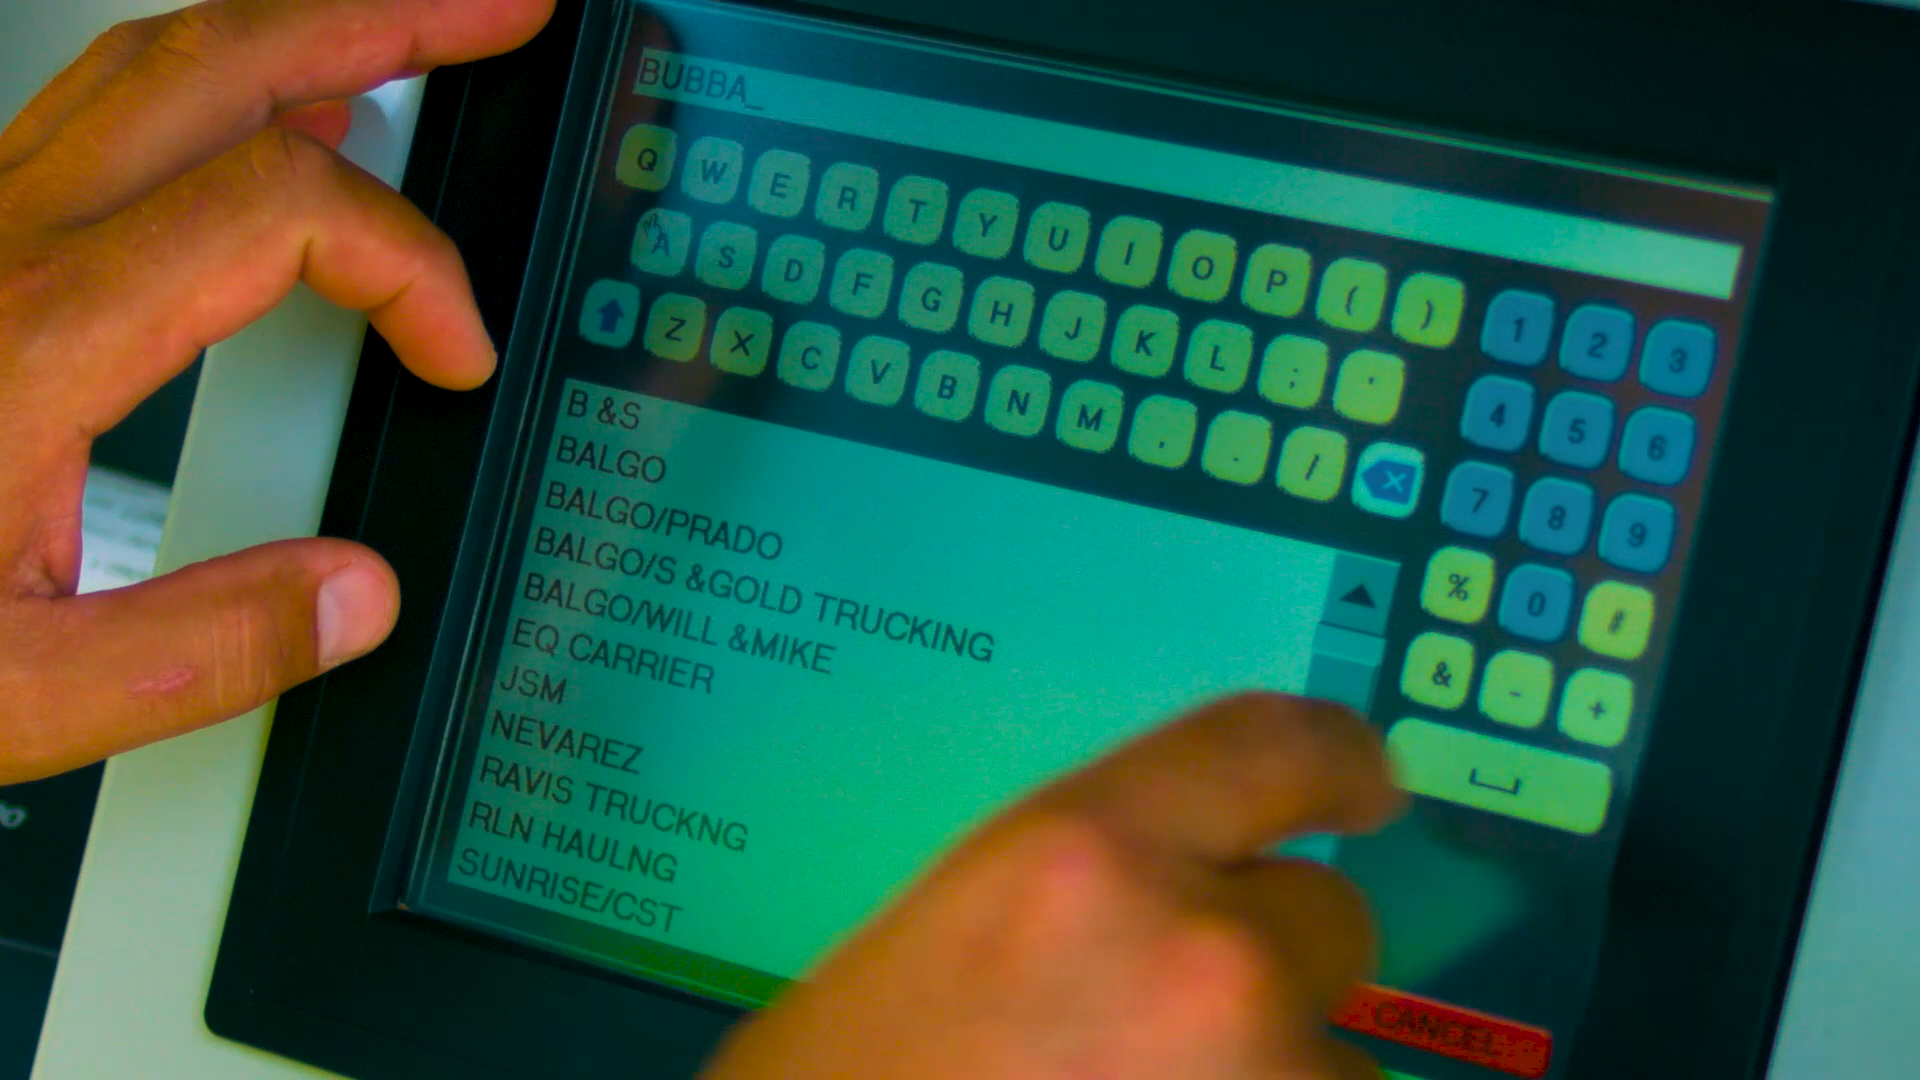 BUBBA_
Q W E R T Y U I O P ( )
A S D F G H J K L ; '
Z X C V B N M , . /
1 2 3
4 5 6
7 8 9
% 0 #
& - +
B &S
BALGO
BALGO/PRADO
BALGO/S &GOLD TRUCKING
BALGO/WILL &MIKE
EQ CARRIER
JSM
NEVAREZ
RAVIS TRUCKNG
RLN HAULNG
SUNRISE/CST
CANCEL